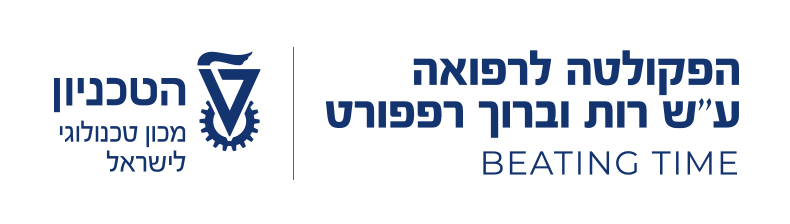 הפקולטה לרפואה
ע״ש רות וברוך רפפורט
BEATING TIME
הטכניון
מכון טכנולוגי
לישראל